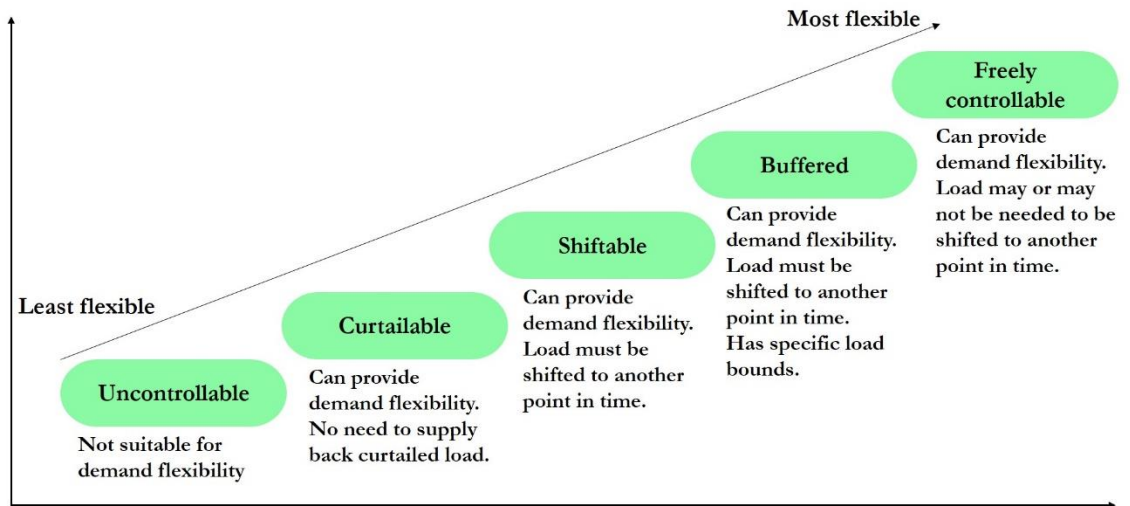 Most flexible
Freely
controllable
Can provide
demand flexibility.
Load may or may
not be needed to be
shifted to another
point in time.
Buffered
Can provide
demand flexibility.
Load must be
shifted to another
point in time.
Has specific load
bounds.
Shiftable
Can provide
demand flexibility.
Load must be
shifted to another
point in time.
Least flexible
Curtailable
Can provide
demand flexibility.
No need to supply
back curtailed load.
Uncontrollable
Not suitable for
demand flexibility